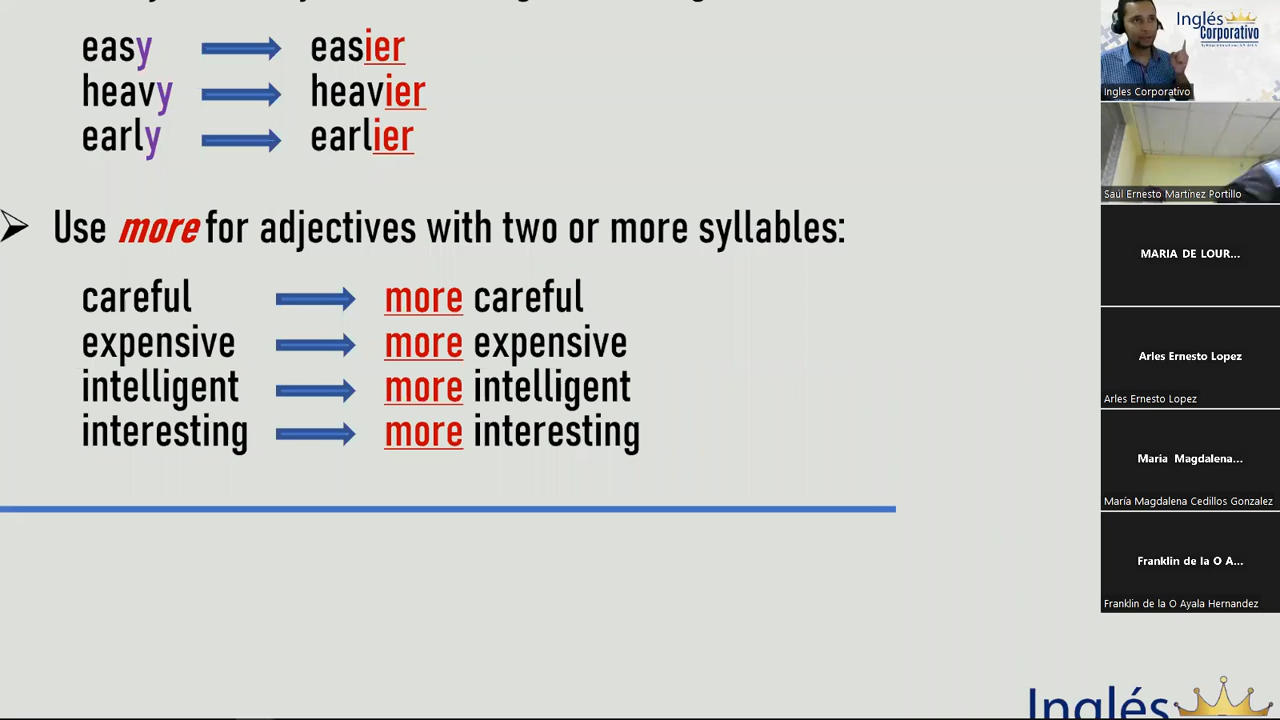 easy easier
heavy heavier
early earlier
Use more for adjectives with two or more syllables:
careful more careful
expensive more expensive
intelligent more intelligent
interesting more interesting
Inglés
Corporativo
Ingles Corporativo
Saúl Ernesto Martínez Portillo
MARIA DE LOUR...
Arles Ernesto Lopez
Arles Ernesto Lopez
Maria Magdalena...
María Magdalena Cedillos Gonzalez
Franklin de la O A...
Franklin de la O Ayala Hernandez
Inglés